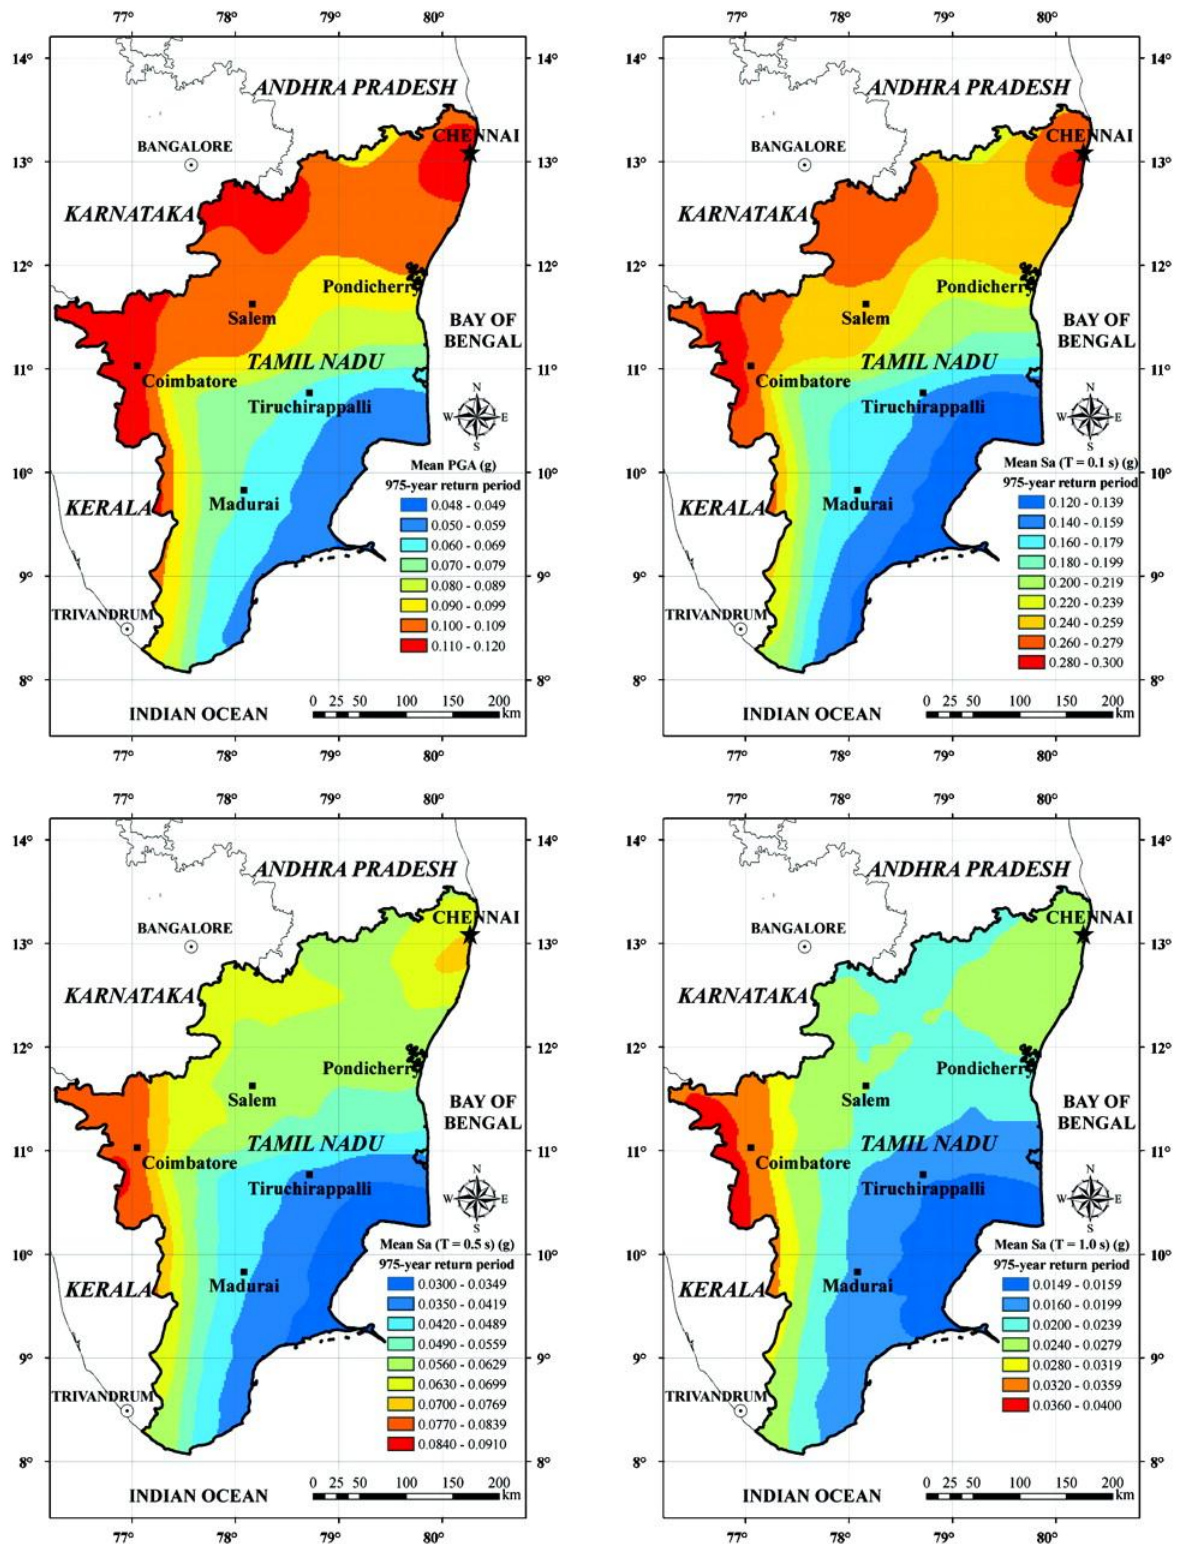 77° 78° 79° 80°
77° 78° 79° 80°
14° 14° 14° 14°
ANDHRA PRADESH
ANDHRA PRADESH
CHENNAI
CHENNAI
BANGALORE
BANGALORE
13° 13° 13° 13°
KARNATAKA
KARNATAKA
12° 12° 12° 12°
Pondicherry
Pondicherry
Salem
Salem
BAY OF
BENGAL
BAY OF
BENGAL
TAMIL NADU
TAMIL NADU
11° 11° 11° 11°
Coimbatore
Coimbatore
Tiruchirappalli
Tiruchirappalli
N
W E
S
N
W E
S
10° 10° 10° 10°
Madurai
Madurai
KERALA
KERALA
9° 9° 9° 9°
TRIVANDRUM
TRIVANDRUM
8° 8° 8° 8°
Mean PGA (g)
975-year return period
0.048 - 0.049
0.050 - 0.059
0.060 - 0.069
0.070 - 0.079
0.080 - 0.089
0.090 - 0.099
0.100 - 0.109
0.110 - 0.120
Mean Sa (T = 0.1 s) (g)
975-year return period
0.120 - 0.139
0.140 - 0.159
0.160 - 0.179
0.180 - 0.199
0.200 - 0.219
0.220 - 0.239
0.240 - 0.259
0.260 - 0.279
0.280 - 0.300
0 25 50 100 150 200
km
0 25 50 100 150 200
km
INDIAN OCEAN
INDIAN OCEAN
77° 78° 79° 80°
77° 78° 79° 80°
77° 78° 79° 80°
77° 78° 79° 80°
14° 14° 14° 14°
ANDHRA PRADESH
ANDHRA PRADESH
CHENNAI
CHENNAI
BANGALORE
BANGALORE
13° 13° 13° 13°
KARNATAKA
KARNATAKA
12° 12° 12° 12°
Pondicherry
Pondicherry
Salem
Salem
BAY OF
BENGAL
BAY OF
BENGAL
TAMIL NADU
TAMIL NADU
11° 11° 11° 11°
Coimbatore
Coimbatore
Tiruchirappalli
Tiruchirappalli
N
W E
S
N
W E
S
10° 10° 10° 10°
Madurai
Madurai
KERALA
KERALA
9° 9° 9° 9°
TRIVANDRUM
TRIVANDRUM
8° 8° 8° 8°
Mean Sa (T = 0.5 s) (g)
975-year return period
0.0300 - 0.0349
0.0350 - 0.0419
0.0420 - 0.0489
0.0490 - 0.0559
0.0560 - 0.0629
0.0630 - 0.0699
0.0700 - 0.0769
0.0770 - 0.0839
0.0840 - 0.0910
Mean Sa (T = 1.0 s) (g)
975-year return period
0.0149 - 0.0159
0.0160 - 0.0199
0.0200 - 0.0239
0.0240 - 0.0279
0.0280 - 0.0319
0.0320 - 0.0359
0.0360 - 0.0400
0 25 50 100 150 200
km
0 25 50 100 150 200
km
INDIAN OCEAN
INDIAN OCEAN
77° 78° 79° 80°
77° 78° 79° 80°